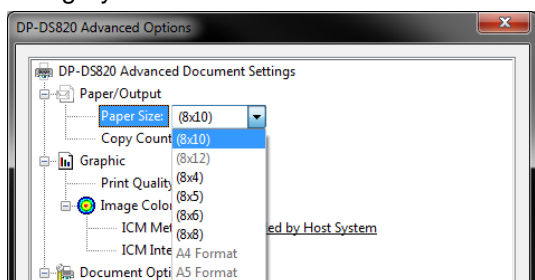 DP-DS820 Advanced Options
DP-DS820 Advanced Document Settings
Paper/Output
Paper Size: (8x10)
Copy Count
(8x10)
Graphic
(8x12)
Print Quality
(8x4)
(8x5)
Image Color
(8x6)
ICM Met
(8x8)
ed by Host System
ICM Inte
A4 Format
Document Opti
A5 Format